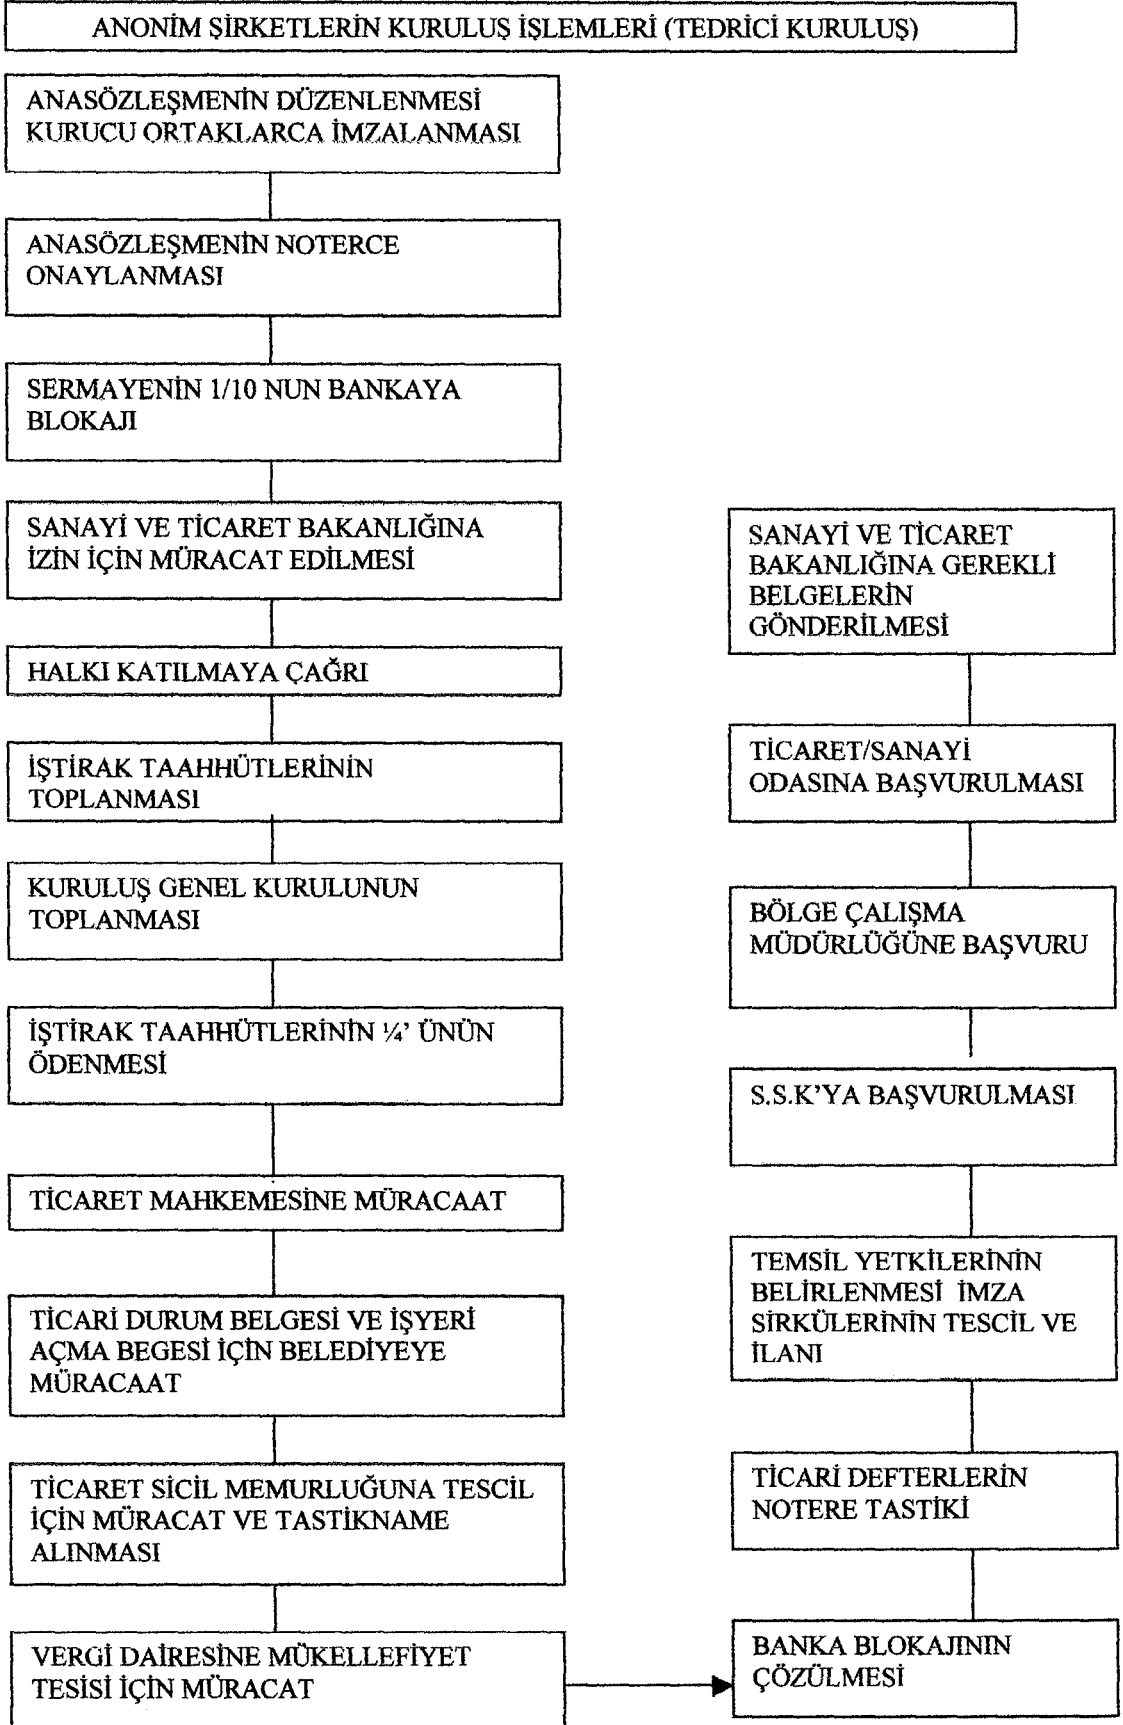 ANONİM ŞİRKETLERİN KURULUŞ İŞLEMLERİ (TEDRİCİ KURULUŞ)
ANASÖZLEŞMENİN DÜZENLENMESİ
KURUCU ORTAKLARCA İMZALANMASI
ANASÖZLEŞMENİN NOTERCE
ONAYLANMASI
SERMAYENİN 1/10 NUN BANKAYA
BLOKAJI
SANAYİ VE TİCARET BAKANLIĞINA
İZİN İÇİN MÜRACAT EDİLMESİ
HALKI KATILMAYA ÇAĞRI
İŞTİRAK TAAHHÜTLERİNİN
TOPLANMASI
KURULUŞ GENEL KURULUNUN
TOPLANMASI
İŞTİRAK TAAHHÜTLERİNİN ¼’ ÜNÜN
ÖDENMESİ
TİCARET MAHKEMESİNE MÜRACAAT
TİCARİ DURUM BELGESİ VE İŞYERİ
AÇMA BEGESİ İÇİN BELEDİYEYE
MÜRACAAT
TİCARET SİCİL MEMURLUĞUNA TESCİL
İÇİN MÜRACAT VE TASTİKNAME
ALINMASI
VERGİ DAİRESİNE MÜKELLEFİYET
TESİSİ İÇİN MÜRACAT
SANAYİ VE TİCARET
BAKANLIĞINA GEREKLİ
BELGELERİN
GÖNDERİLMESİ
TİCARET/SANAYİ
ODASINA BAŞVURULMASI
BÖLGE ÇALIŞMA
MÜDÜRLÜĞÜNE BAŞVURU
S.S.K’YA BAŞVURULMASI
TEMSİL YETKİLERİNİN
BELİRLENMESİ İMZA
SİRKÜLERİNİN TESCİL VE
İLANI
TİCARİ DEFTERLERİN
NOTERE TASTİKİ
BANKA BLOKAJININ
ÇÖZÜLMESİ